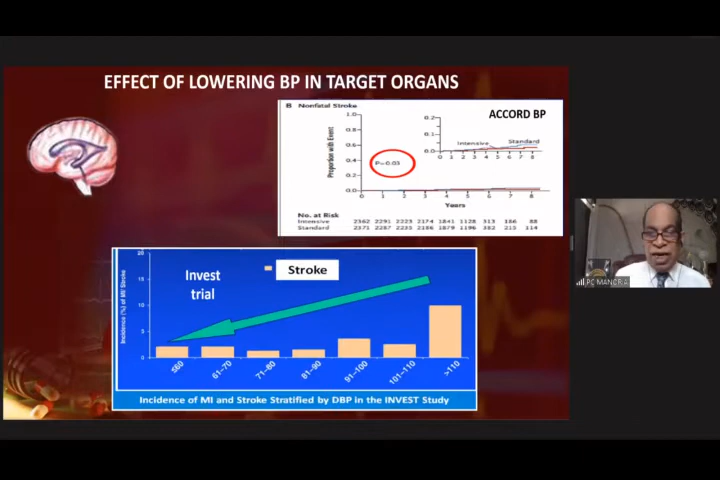 EFFECT OF LOWERING BP IN TARGET ORGANS
B Nonfatal Stroke
ACCORD BP
Proportion with Event
1.0
0.8
0.6
0.4
0.2
0.0
P=0.03
0.2
0.1
0.0
Intensive
Standard
0 1 2 3 4 5 6 7 8
0 1 2 3 4 5 6 7 8
Years
No. at Risk
Intensive 2362 2291 2223 2174 1841 1128 313 186 88
Standard 2371 2287 2235 2186 1879 1196 382 215 114
Invest
trial
Stroke
Incidence (%) of MI/ Stroke
20
15
10
5
0
≤60 61–70 71–80 81–90 91–100 101–110 >110
Incidence of MI and Stroke Stratified by DBP in the INVEST Study
PC MANORIA